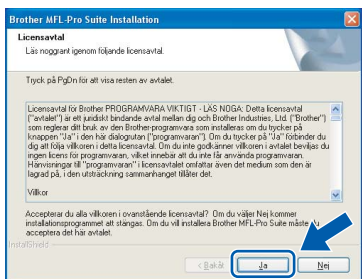 Brother MFL-Pro Suite Installation
Licensavtal
Läs noggrant igenom följande licensavtal.
Tryck på PgDn för att visa resten av avtalet.
Licensavtal för Brother PROGRAMVARA VIKTIGT - LÄS NOGA: Detta licensavtal
("avtalet") är ett juridiskt bindande avtal mellan dig och Brother Industries, Ltd. ("Brother")
som reglerar ditt bruk av den Brother-programvara som installeras om du trycker på
knappen "Ja" i den här dialogrutan ("programvaran"). Om du trycker på "Ja" förbinder du
dig att följa villkoren i detta licensavtal. Om du inte godkänner villkoren i avtalet beviljas du
ingen licens för programvaran, vilket innebär att du inte får använda programvaran.
Hänvisningar till "programvaran" i licensavtalet omfattar även det medium som den är
lagrad på, i den utsträckning sammanhanget tillåter det.
Villkor
Accepterar du alla villkoren i ovanstående licensavtal? Om du väljer Nej kommer
installationsprogrammet att stängas. Om du vill installera Brother MFL-Pro Suite måste du
acceptera det här avtalet.
InstallShield
< Bakåt
Ja
Nej